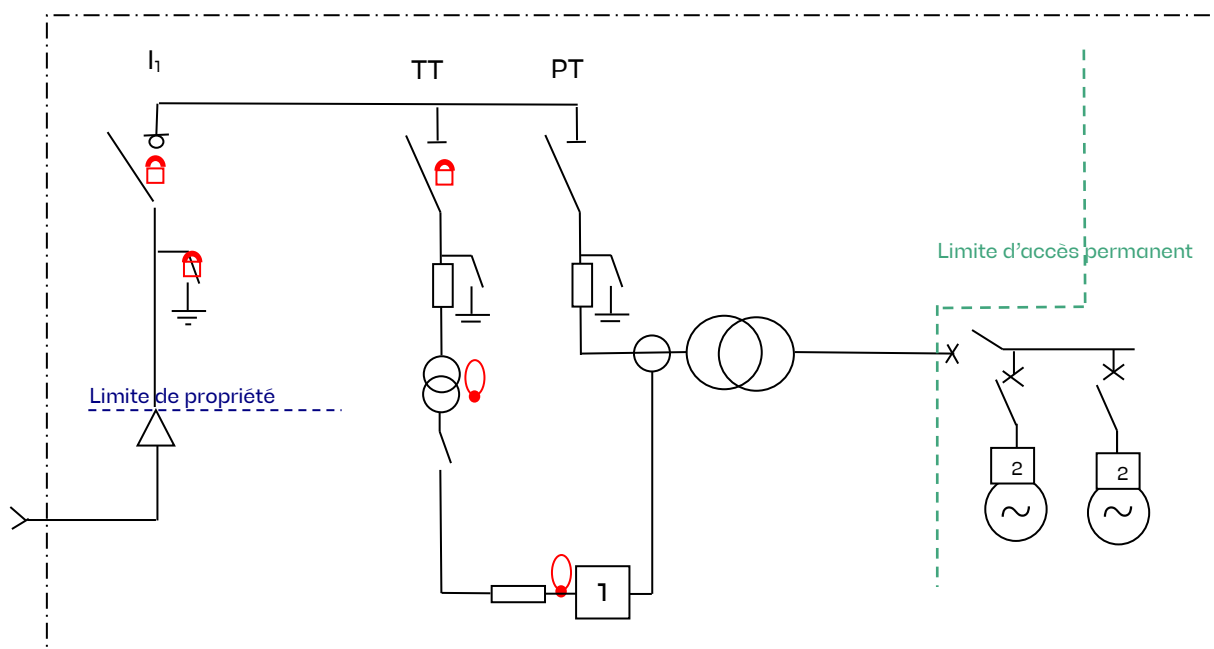 I₁
TT
PT
Limite d'accès permanent
Limite de propriété
2
2
1